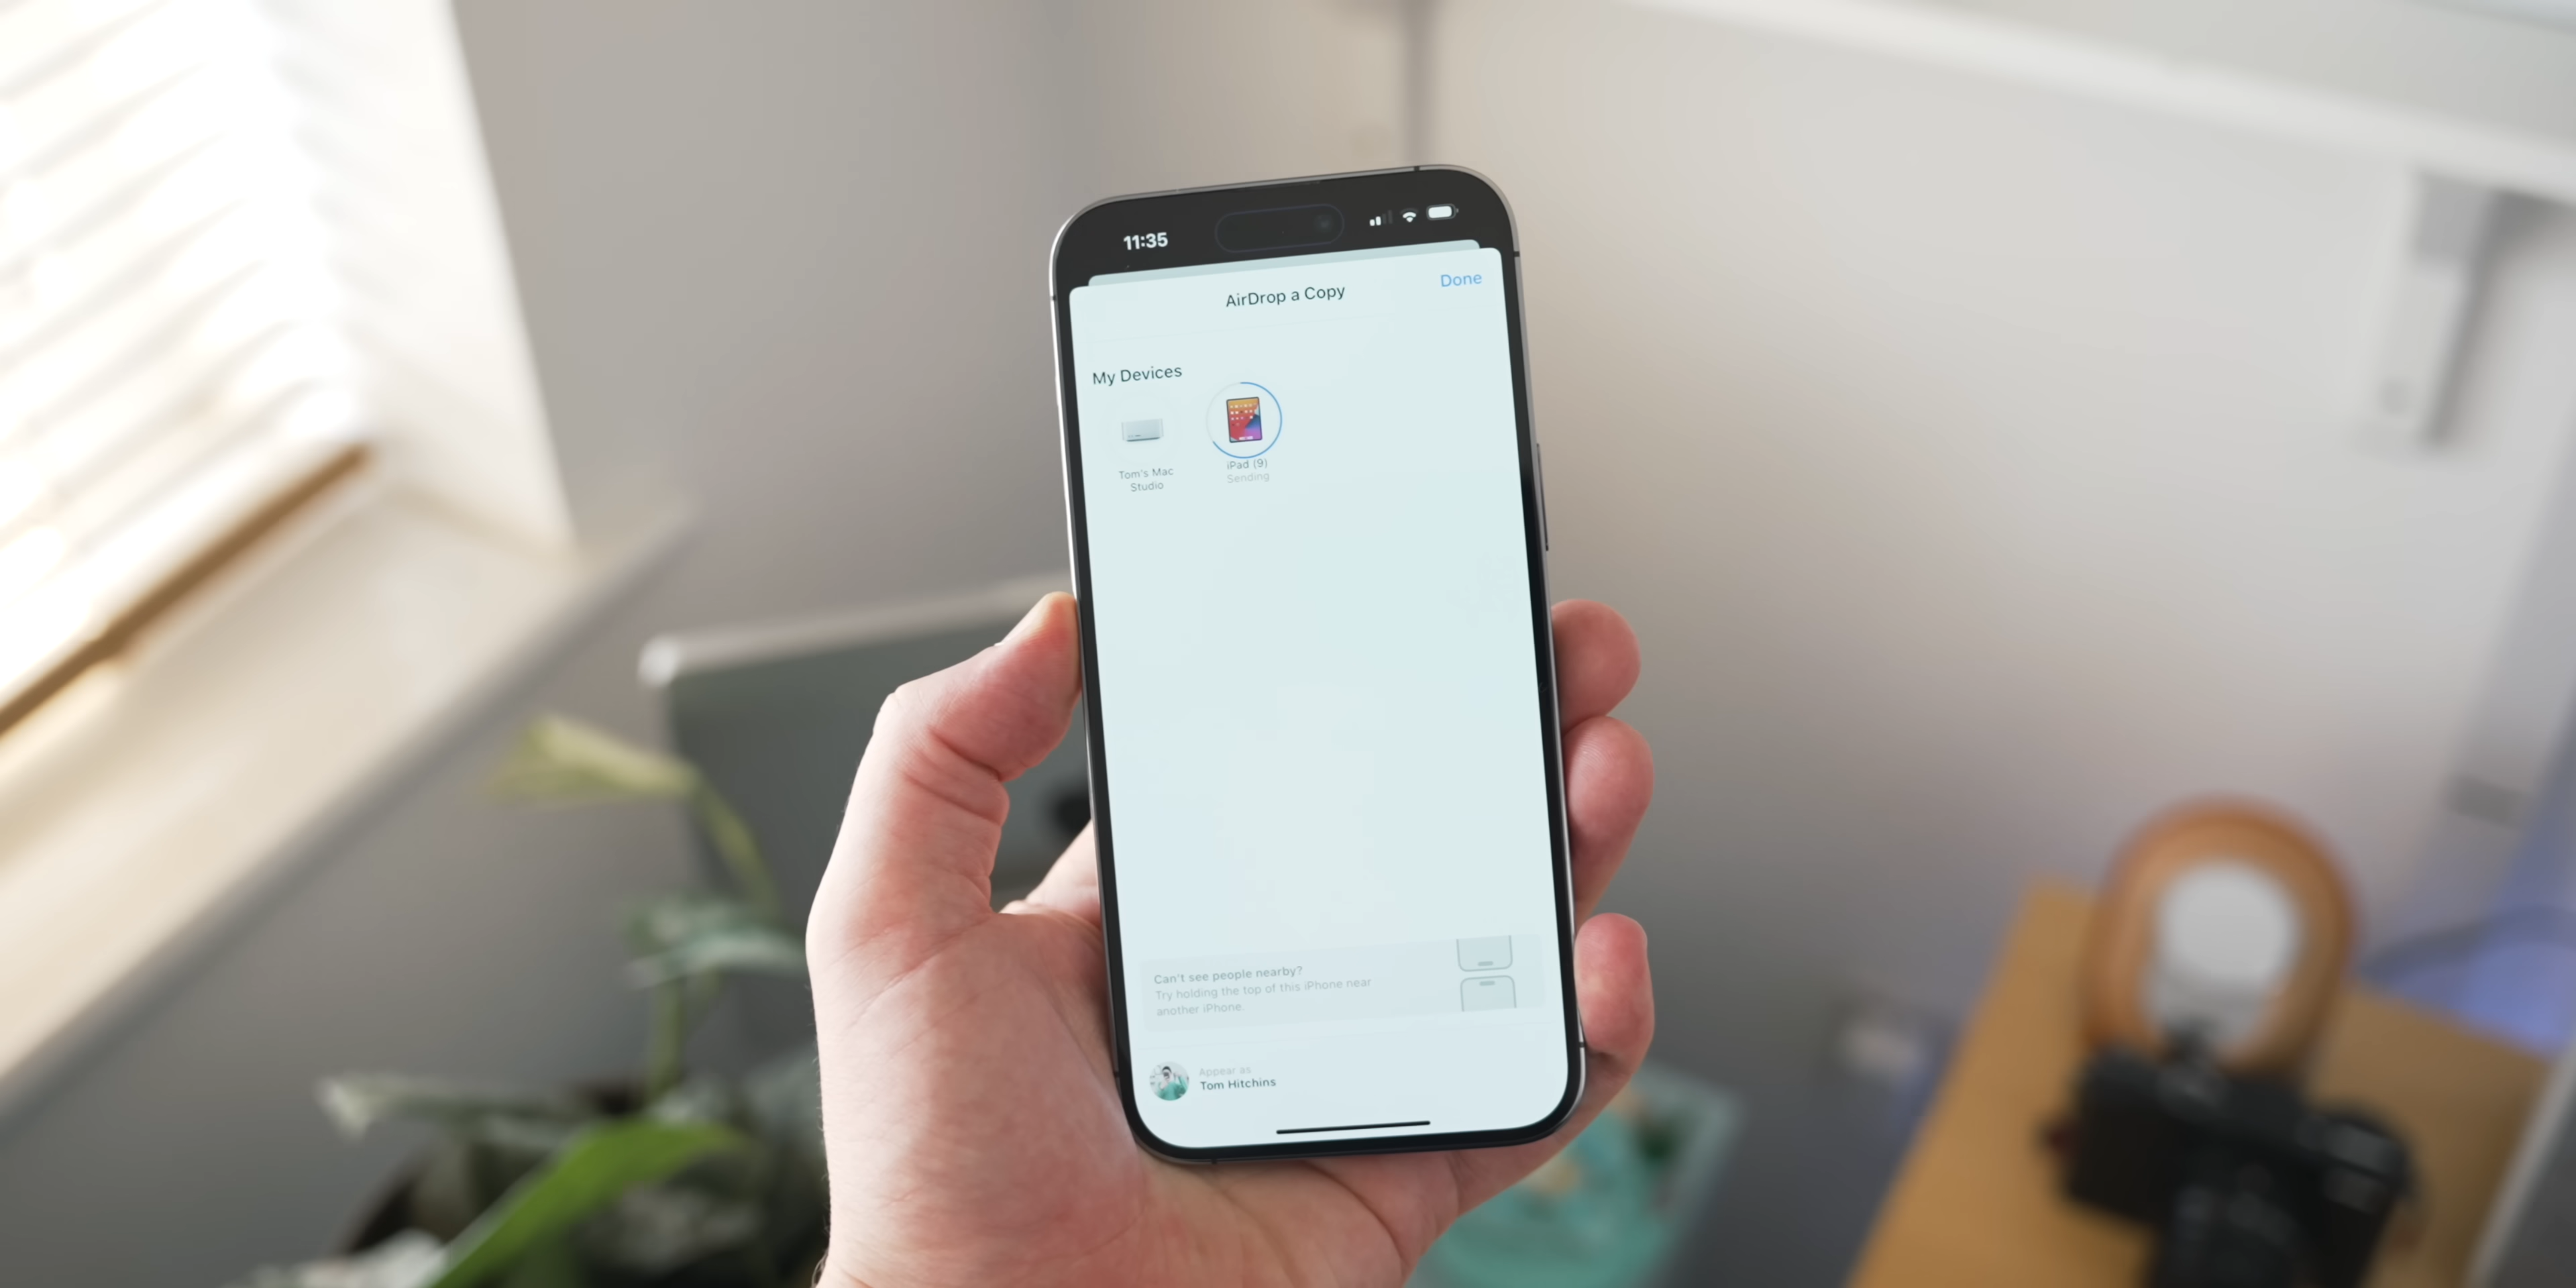 11:35
AirDrop a Copy
Done
My Devices
Tom's Mac
Studio
iPad (9)
Sending
Can't see people nearby?
Try holding the top of this iPhone near
another iPhone.
Appear as
Tom Hitchins